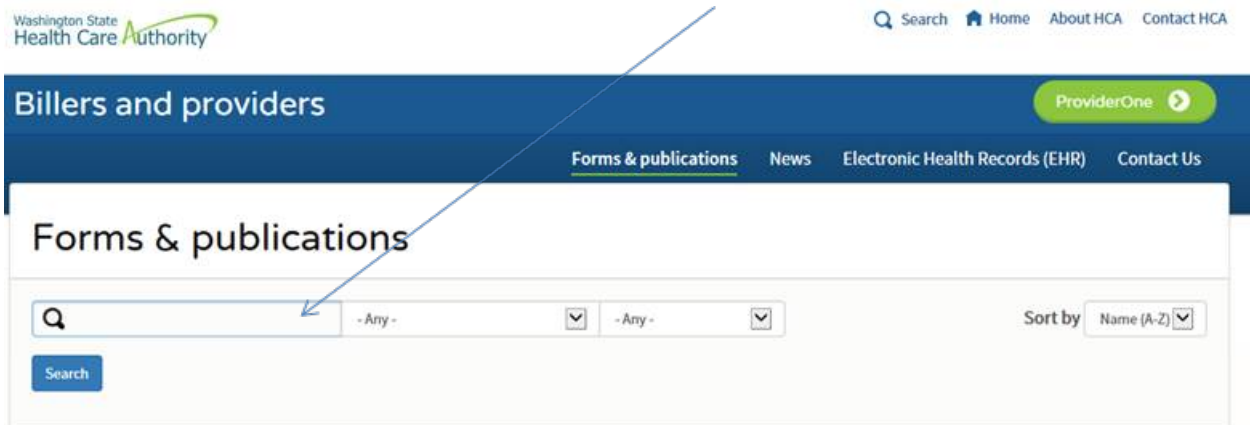 Washington State
Health Care Authority
Search Home About HCA Contact HCA
Billers and providers
ProviderOne
Forms & publications News Electronic Health Records (EHR) Contact Us
Forms & publications
- Any - - Any - Sort by Name (A-Z)
Search